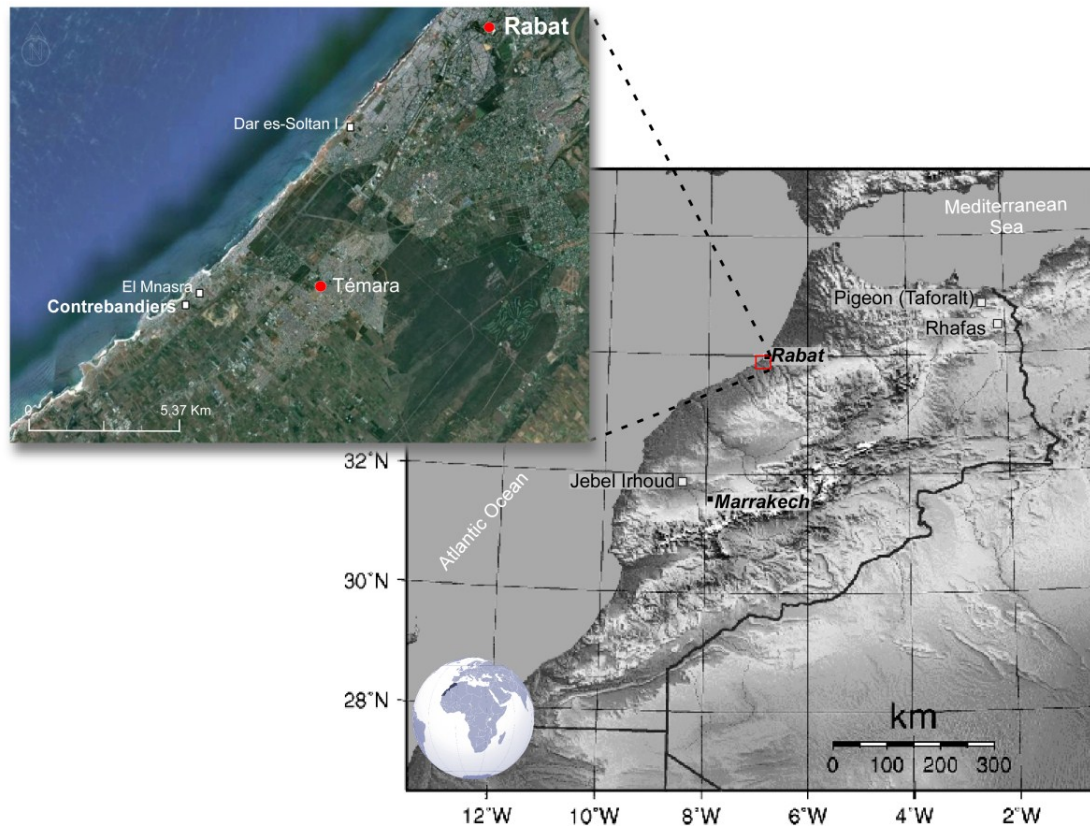 N
Rabat
Dar es-Soltan I
El Mnasra
Contrebandiers
Témara
0
5,37 Km
Mediterranean
Sea
Pigeon (Taforalt)
Rhafas
Rabat
Jebel Irhoud
Marrakech
Atlantic Ocean
32°N
30°N
28°N
km
0 100 200 300
12°W 10°W 8°W 6°W 4°W 2°W